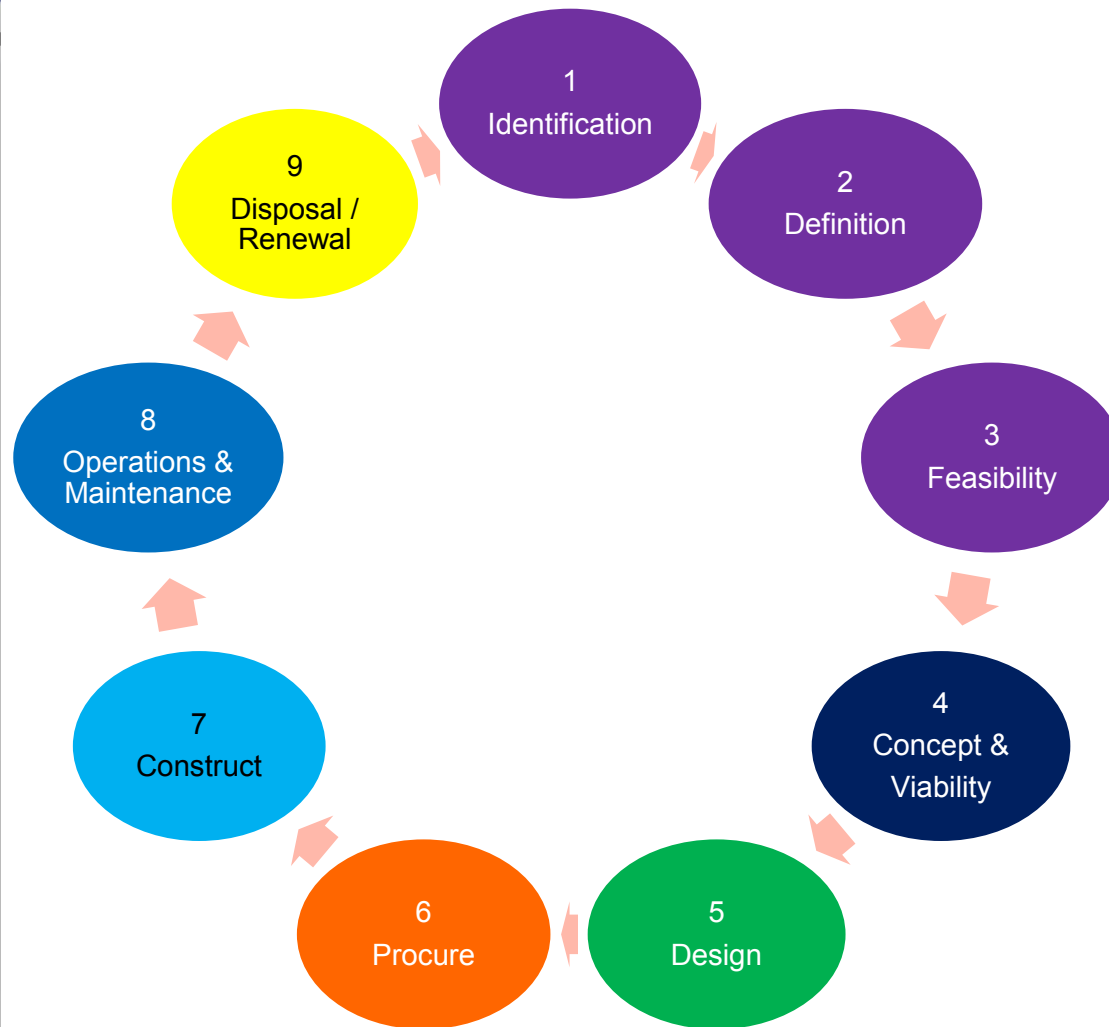 1
Identification
2
Definition
3
Feasibility
4
Concept &
Viability
5
Design
6
Procure
7
Construct
8
Operations &
Maintenance
9
Disposal /
Renewal